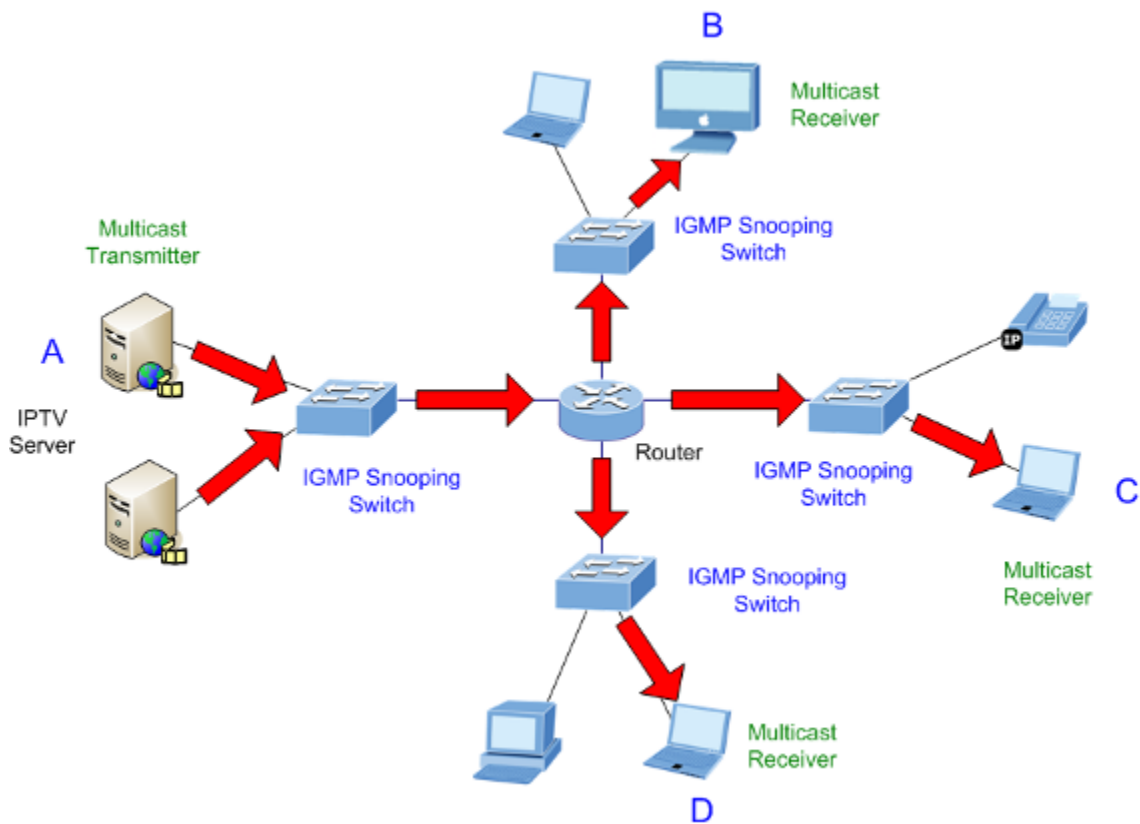 B
Multicast
Receiver
IGMP Snooping
Switch
Multicast
Transmitter
A
IPTV
Server
IGMP Snooping
Switch
Router
IP
IGMP Snooping
Switch
C
Multicast
Receiver
IGMP Snooping
Switch
Multicast
Receiver
D